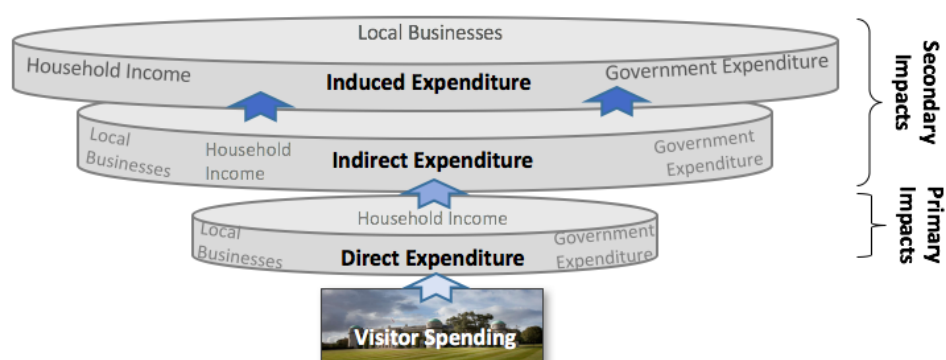 Local Businesses
Household Income
Induced Expenditure
Government Expenditure
Secondary
Impacts
Local
Businesses
Household
Income
Indirect Expenditure
Government
Expenditure
Household Income
Local
Businesses
Direct Expenditure
Government
Expenditure
Primary
Impacts
Visitor Spending